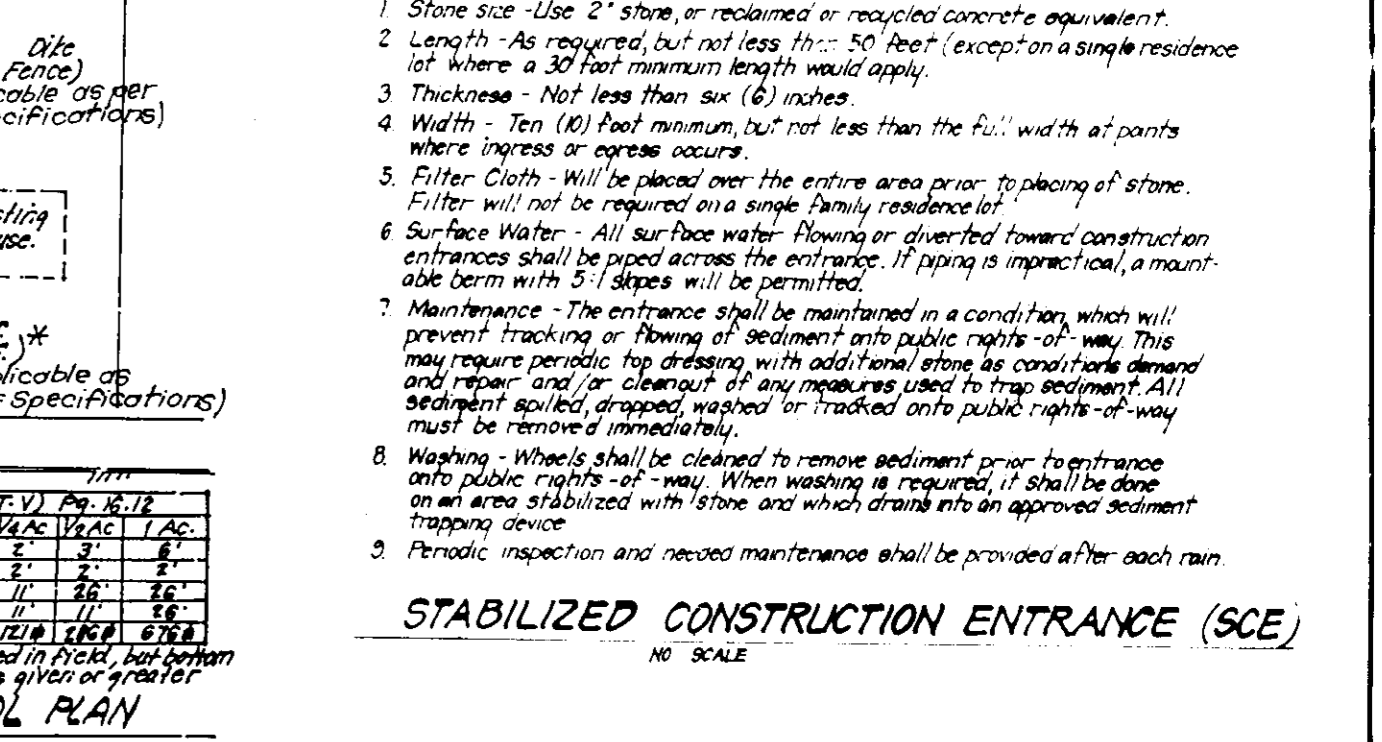 Dike
Fence)
cable as per
cifications)
sting
use.
*
licable as
f Specifications)
T.V) Pg. 16.12
1/4 Ac 1/2 Ac 1 Ac.
2' 3' 6'
2' 2' 2'
11' 26' 26'
11' 11' 26'
121# 286# 676#
ed in field, but bottom
s given or greater
OL PLAN
1. Stone size - Use 2" stone, or reclaimed or recycled concrete equivalent.
2 Length - As required, but not less than 50 feet (except on a single residence
lot where a 30 foot minimum length would apply.
3. Thickness - Not less than six (6) inches.
4. Width - Ten (10) foot minimum, but not less than the full width at points
where ingress or egress occurs.
5. Filter Cloth - Will be placed over the entire area prior to placing of stone.
Filter will not be required on a single family residence lot.
6. Surface Water - All surface water flowing or diverted toward construction
entrances shall be piped across the entrance. If piping is impractical, a mount-
able berm with 5:1 slopes will be permitted.
7. Maintenance - The entrance shall be maintained in a condition, which will
prevent tracking or flowing of sediment onto public rights-of-way. This
may require periodic top dressing with additional stone as conditions demand
and repair and/or cleanout of any measures used to trap sediment. All
sediment spilled, dropped, washed or tracked onto public rights-of-way
must be removed immediately.
8. Washing - Wheels shall be cleaned to remove sediment prior to entrance
onto public rights-of-way. When washing is required, it shall be done
on an area stabilized with stone and which drains into an approved sediment
trapping device
9. Periodic inspection and needed maintenance shall be provided after each rain.
STABILIZED CONSTRUCTION ENTRANCE (SCE)
NO SCALE